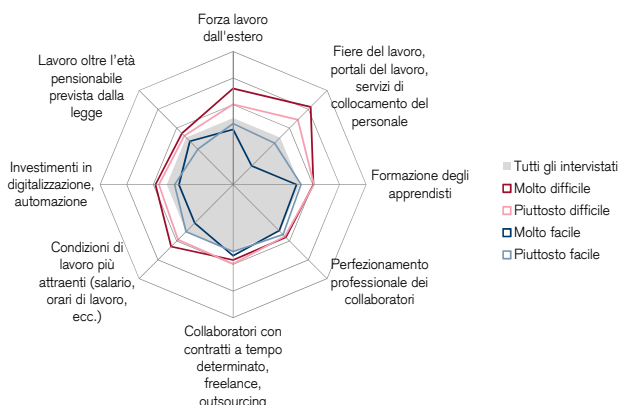 Forza lavoro
dall'estero
Fiere del lavoro,
portali del lavoro,
servizi di
collocamento del
personale
Formazione degli
apprendisti
Perfezionamento
professionale dei
collaboratori
Collaboratori con
contratti a tempo
determinato,
freelance,
outsourcing
Condizioni di
lavoro più
attraenti (salario,
orari di lavoro,
ecc.)
Investimenti in
digitalizzazione,
automazione
Lavoro oltre l'età
pensionabile
prevista dalla
legge
Tutti gli intervistati
Molto difficile
Piuttosto difficile
Molto facile
Piuttosto facile